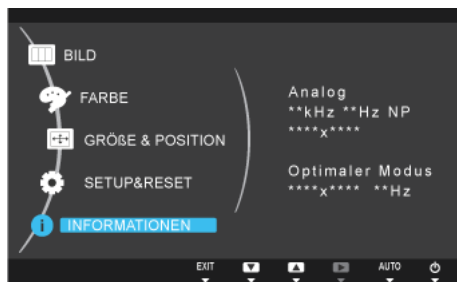 BILD
FARBE
GRÖßE & POSITION
SETUP&RESET
i INFORMATIONEN
Analog
**kHz **Hz NP
****x****
Optimaler Modus
****x**** **Hz
EXIT AUTO